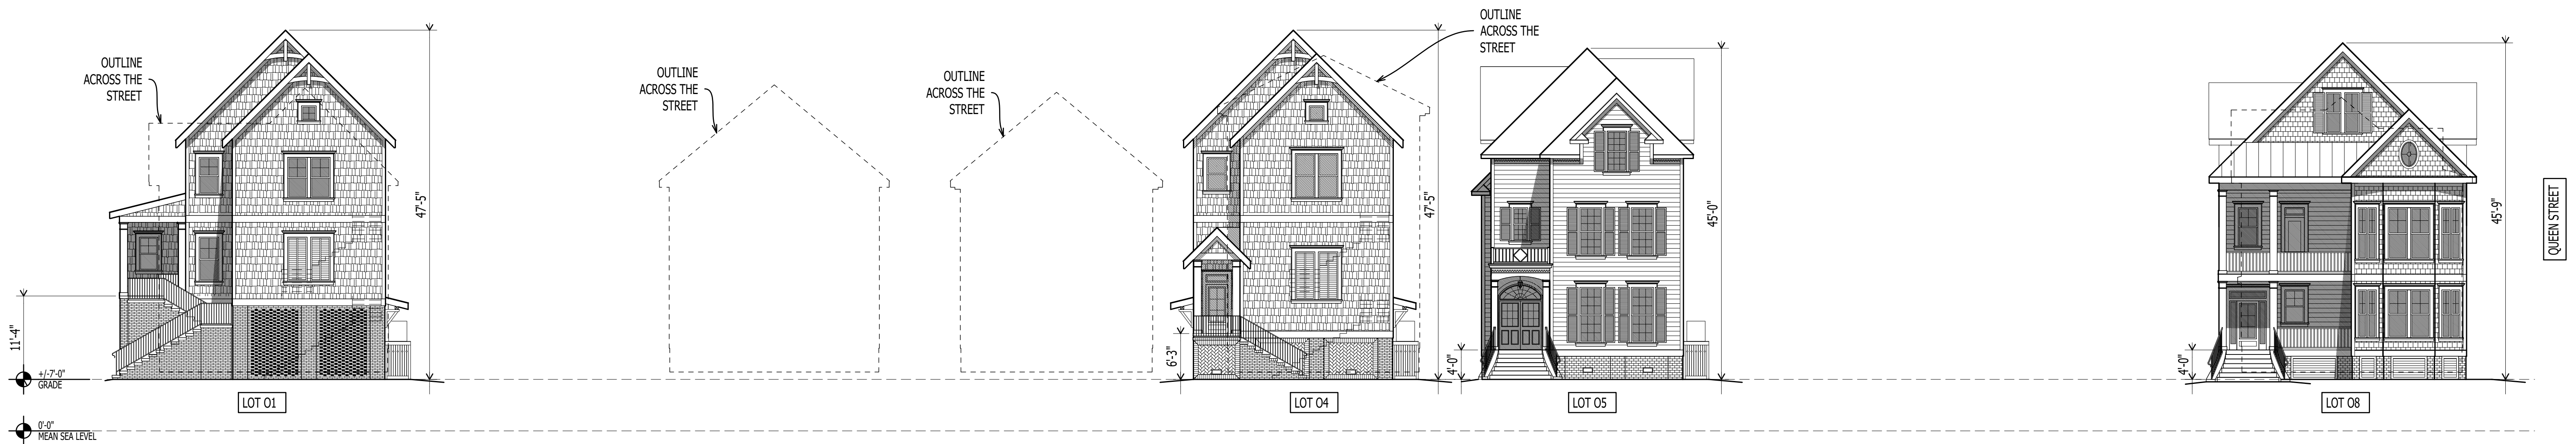 OUTLINE
ACROSS THE
STREET
47'-5"
11'-4"
+/-7'-0"
GRADE
0'-0"
MEAN SEA LEVEL
LOT 01
OUTLINE
ACROSS THE
STREET
OUTLINE
ACROSS THE
STREET
OUTLINE
ACROSS THE
STREET
47'-5"
6'-3"
LOT 04
45'-0"
4'-0"
LOT 05
45'-9"
4'-0"
LOT 08
QUEEN STREET